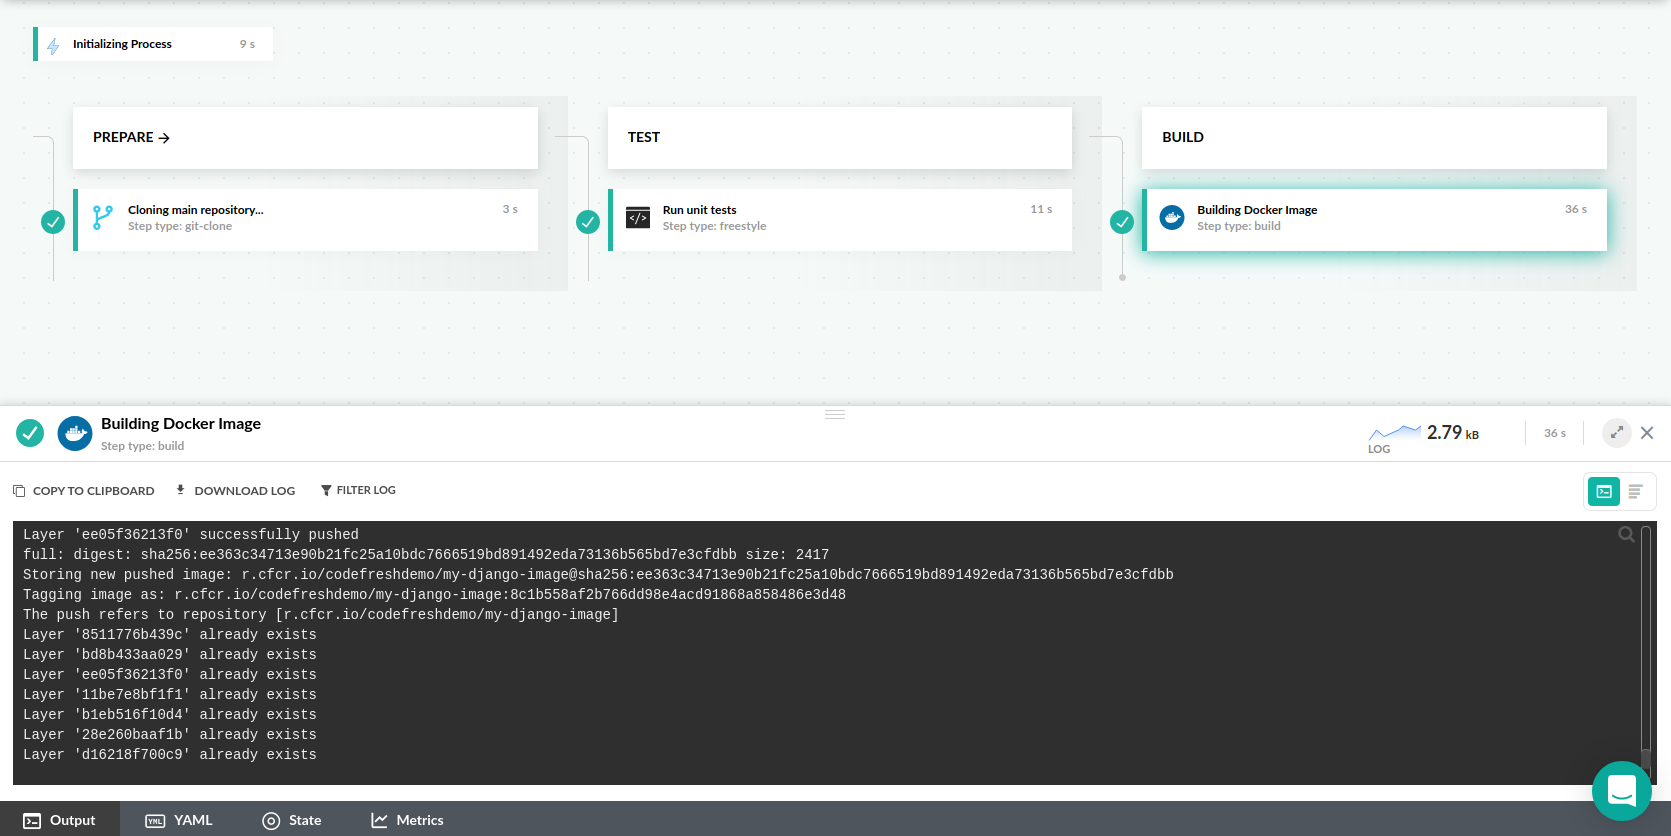 Initializing Process 9 s
PREPARE →
TEST
BUILD
Cloning main repository... 3 s
Step type: git-clone
</> Run unit tests 11 s
Step type: freestyle
Building Docker Image 36 s
Step type: build
Building Docker Image
Step type: build
LOG 2.79 kB 36 s
COPY TO CLIPBOARD DOWNLOAD LOG FILTER LOG
Layer 'ee05f36213f0' successfully pushed
full: digest: sha256:ee363c34713e90b21fc25a10bdc7666519bd891492eda73136b565bd7e3cfdbb size: 2417
Storing new pushed image: r.cfcr.io/codefreshdemo/my-django-image@sha256:ee363c34713e90b21fc25a10bdc7666519bd891492eda73136b565bd7e3cfdbb
Tagging image as: r.cfcr.io/codefreshdemo/my-django-image:8c1b558af2b766dd98e4acd91868a858486e3d48
The push refers to repository [r.cfcr.io/codefreshdemo/my-django-image]
Layer '8511776b439c' already exists
Layer 'bd8b433aa029' already exists
Layer 'ee05f36213f0' already exists
Layer '11be7e8bf1f1' already exists
Layer 'b1eb516f10d4' already exists
Layer '28e260baaf1b' already exists
Layer 'd16218f700c9' already exists
Output YML YAML State Metrics